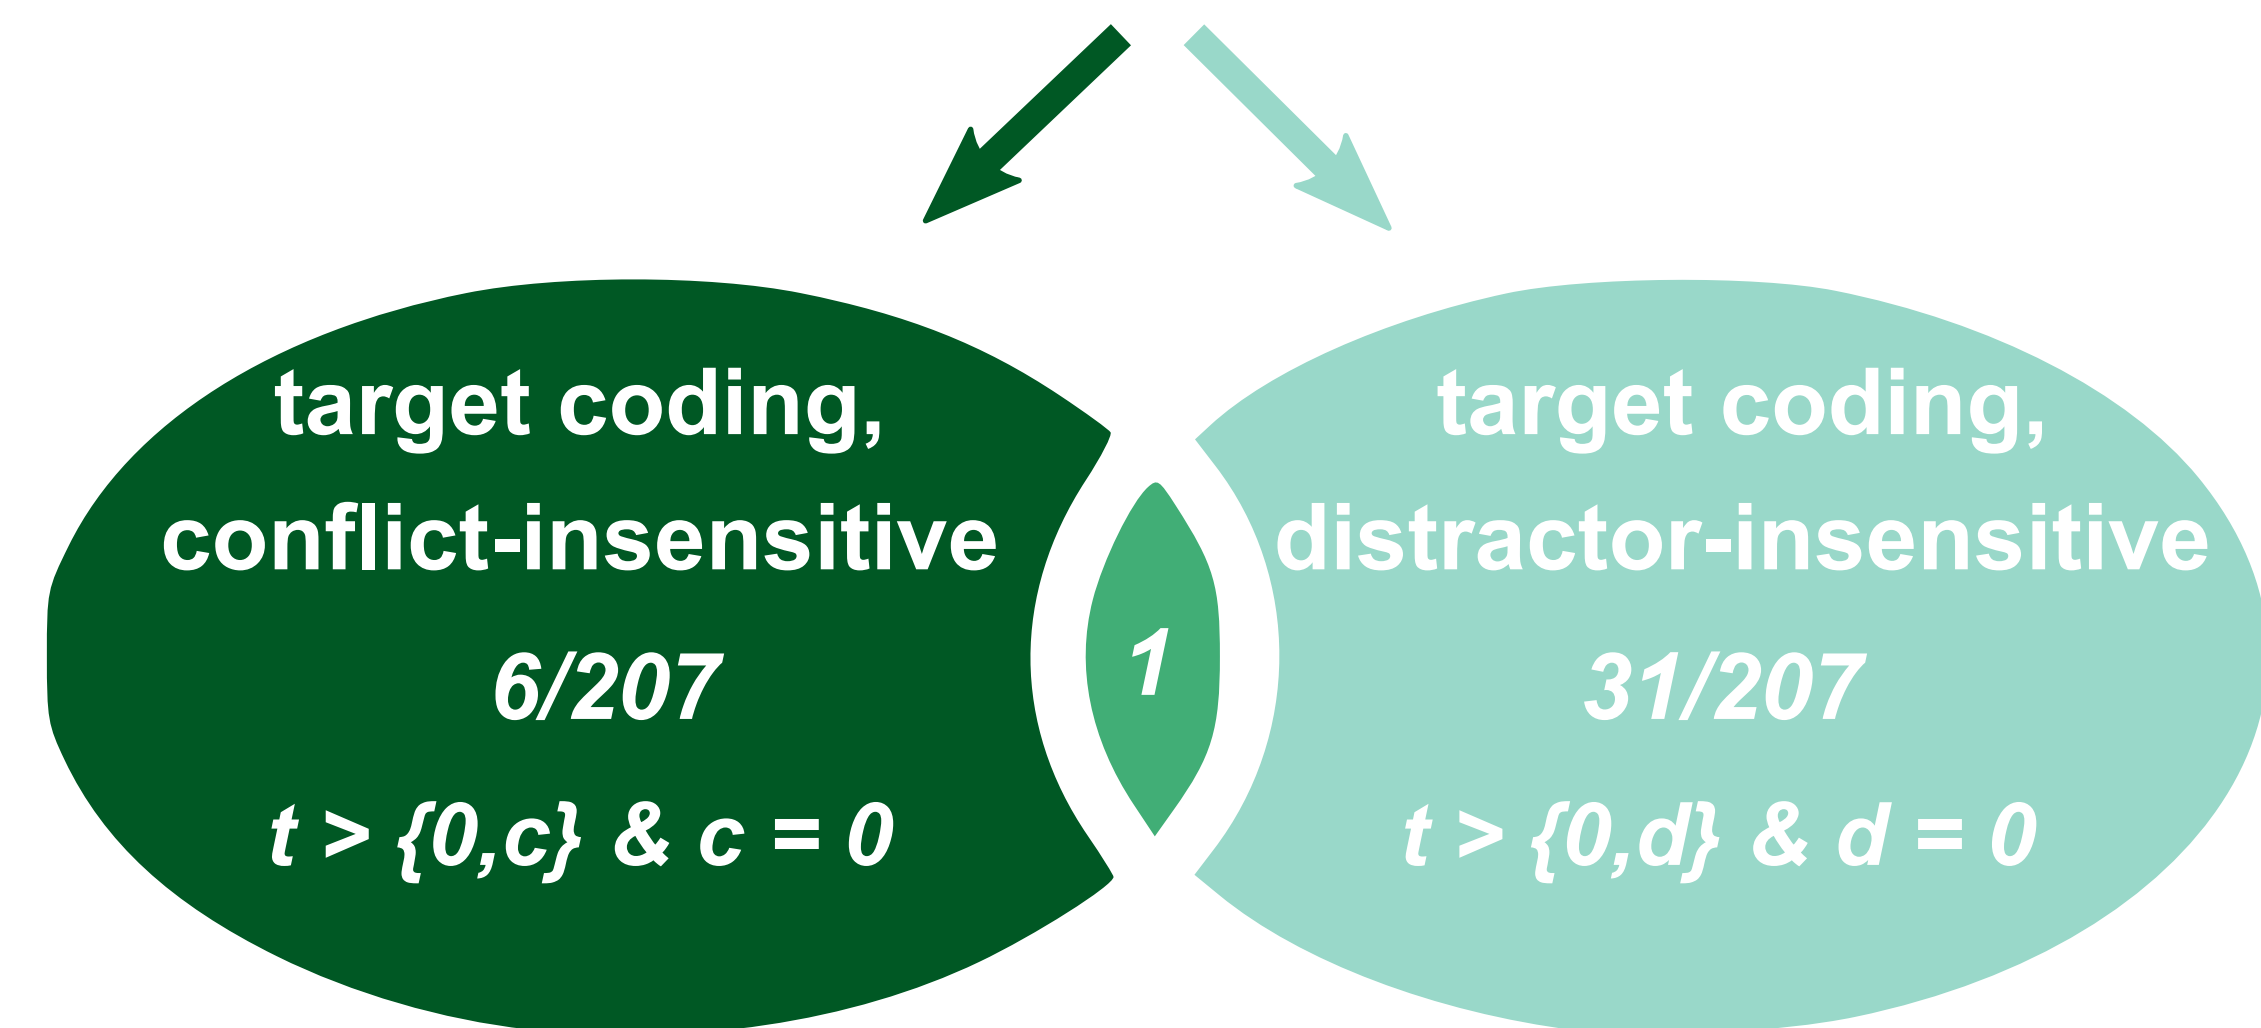 target coding,
conflict-insensitive
6/207
t > {0,c} & c = 0
1
target coding,
distractor-insensitive
31/207
t > {0,d} & d = 0